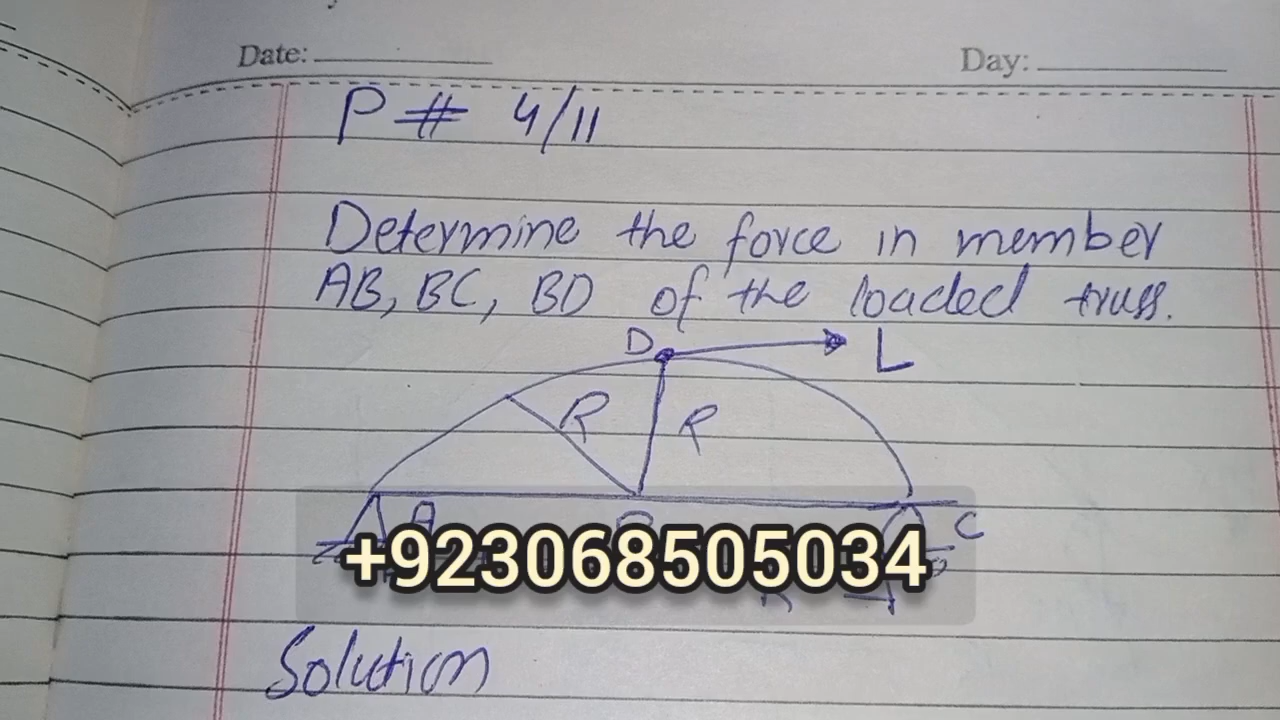 Date:
Day:
P # 4/11
Determine the force in member
AB, BC, BD of the loaded truss.
D
L
R
R
A
C
+923068505034
Solution